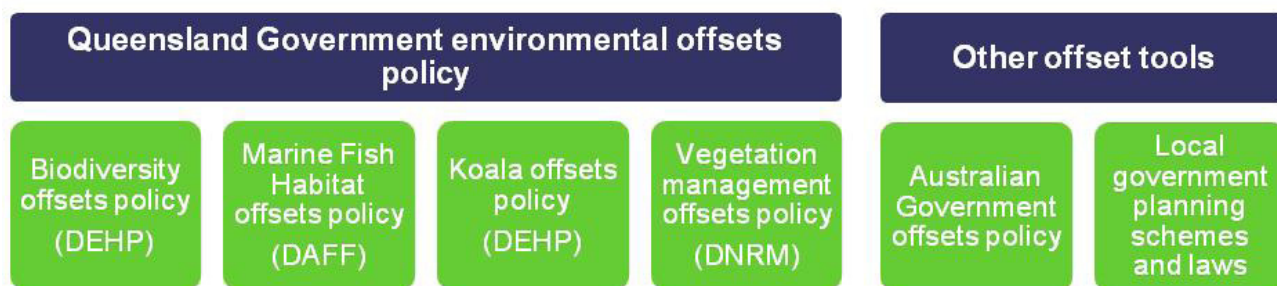 Queensland Government environmental offsets
policy
Other offset tools
Biodiversity
offsets policy
(DEHP)
Marine Fish
Habitat
offsets policy
(DAFF)
Koala offsets
policy
(DEHP)
Vegetation
management
offsets policy
(DNRM)
Australian
Government
offsets policy
Local
government
planning
schemes
and laws